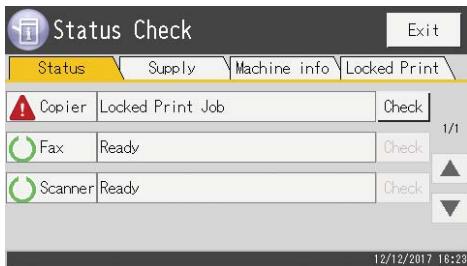 Status Check
Exit
Status Supply Machine info Locked Print
Copier Locked Print Job Check
1/1
Fax Ready Check
Scanner Ready Check
12/12/2017 16:23